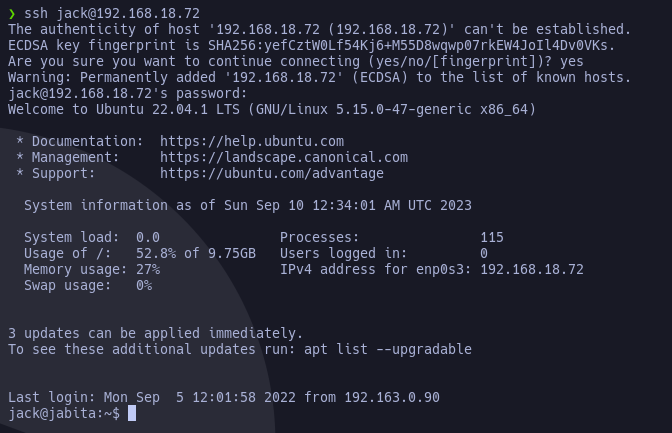 ❯ ssh jack@192.168.18.72
The authenticity of host '192.168.18.72 (192.168.18.72)' can't be established.
ECDSA key fingerprint is SHA256:yefCztW0Lf54Kj6+M55D8wqwp07rkEW4JoIl4Dv0VKs.
Are you sure you want to continue connecting (yes/no/[fingerprint])? yes
Warning: Permanently added '192.168.18.72' (ECDSA) to the list of known hosts.
jack@192.168.18.72's password:
Welcome to Ubuntu 22.04.1 LTS (GNU/Linux 5.15.0-47-generic x86_64)
* Documentation:  https://help.ubuntu.com
* Management:     https://landscape.canonical.com
* Support:        https://ubuntu.com/advantage
System information as of Sun Sep 10 12:34:01 AM UTC 2023
System load:  0.0               Processes:               115
Usage of /:   52.8% of 9.75GB   Users logged in:         0
Memory usage: 27%               IPv4 address for enp0s3: 192.168.18.72
Swap usage:   0%
3 updates can be applied immediately.
To see these additional updates run: apt list --upgradable
Last login: Mon Sep  5 12:01:58 2022 from 192.163.0.90
jack@jabita:~$